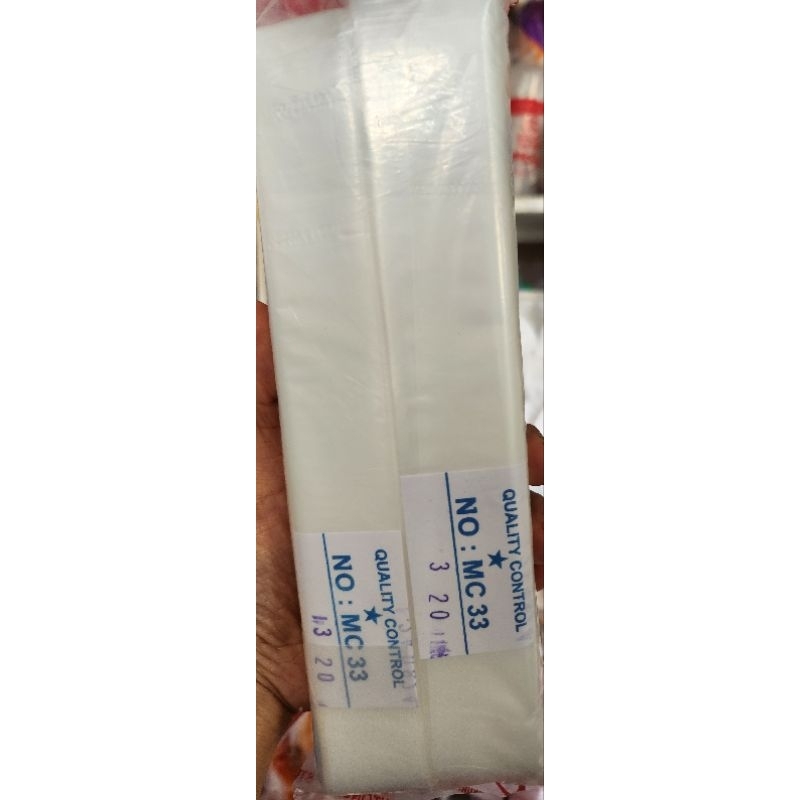 QUALITY CONTROL
NO : MC 33
3 20
QUALITY CONTROL
NO : MC 33
3 20